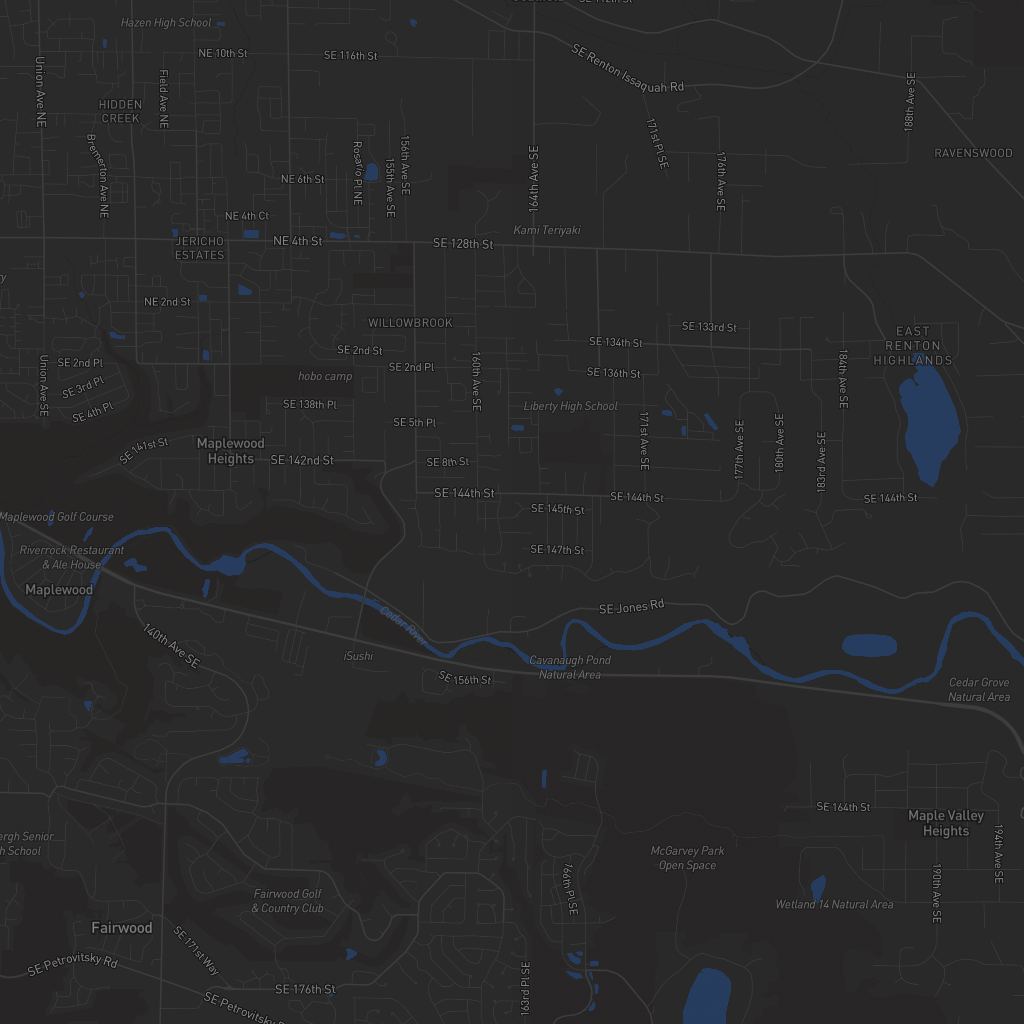 SE 112th St
Hazen High School
NE 10th St
SE 116th St
SE Renton Issaquah Rd
Union Ave NE
Field Ave NE
188th Ave SE
HIDDEN
CREEK
Bremerton Ave NE
Rosario Pl NE
156th Ave SE
155th Ave SE
164th Ave SE
171st Pl SE
176th Ave SE
RAVENSWOOD
NE 6th St
NE 4th Ct
Kami Teriyaki
JERICHO
ESTATES
NE 4th St
SE 128th St
NE 2nd St
WILLOWBROOK
SE 133rd St
EAST
RENTON
HIGHLANDS
SE 134th St
SE 2nd St
SE 2nd Pl
SE 2nd Pl
Union Ave SE
160th Ave SE
184th Ave SE
hobo camp
SE 136th St
SE 3rd Pl
SE 4th Pl
SE 138th Pl
Liberty High School
SE 5th Pl
171st Ave SE
177th Ave SE
180th Ave SE
183rd Ave SE
SE 141st St
Maplewood
Heights
SE 142nd St
SE 8th St
SE 144th St
SE 144th St
SE 144th St
SE 145th St
Maplewood Golf Course
Riverrock Restaurant
& Ale House
SE 147th St
Maplewood
Cedar River
SE Jones Rd
140th Ave SE
iSushi
Cavanaugh Pond
Natural Area
SE 156th St
Cedar Grove
Natural Area
SE 164th St
Maple Valley
Heights
194th Ave SE
ergh Senior
h School
McGarvey Park
Open Space
166th Pl SE
190th Ave SE
Fairwood Golf
& Country Club
Wetland 14 Natural Area
Fairwood
SE 171st Way
SE Petrovitsky Rd
SE 176th St
163rd Pl SE
SE Petrovitsky